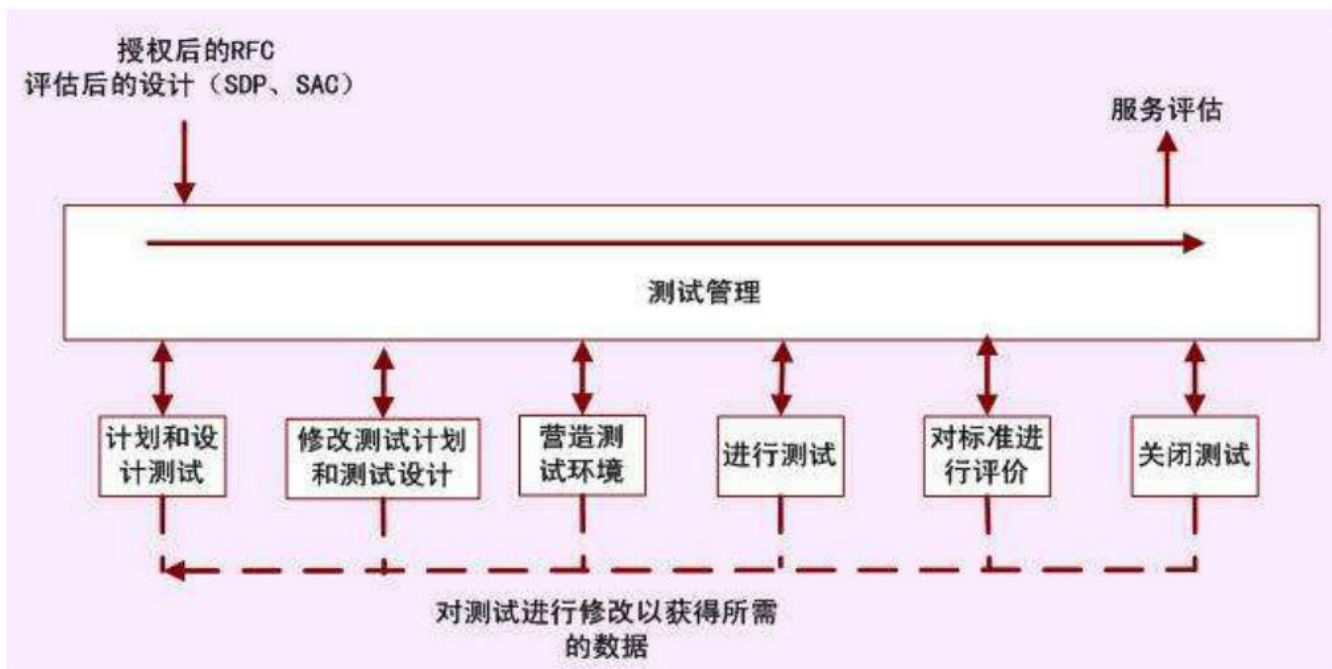 授权后的RFC
评估后的设计（SDP、SAC）
服务评估
测试管理
计划和设
计测试
修改测试计划
和测试设计
营造测
试环境
进行测试
对标准进
行评价
关闭测试
对测试进行修改以获得所需
的数据